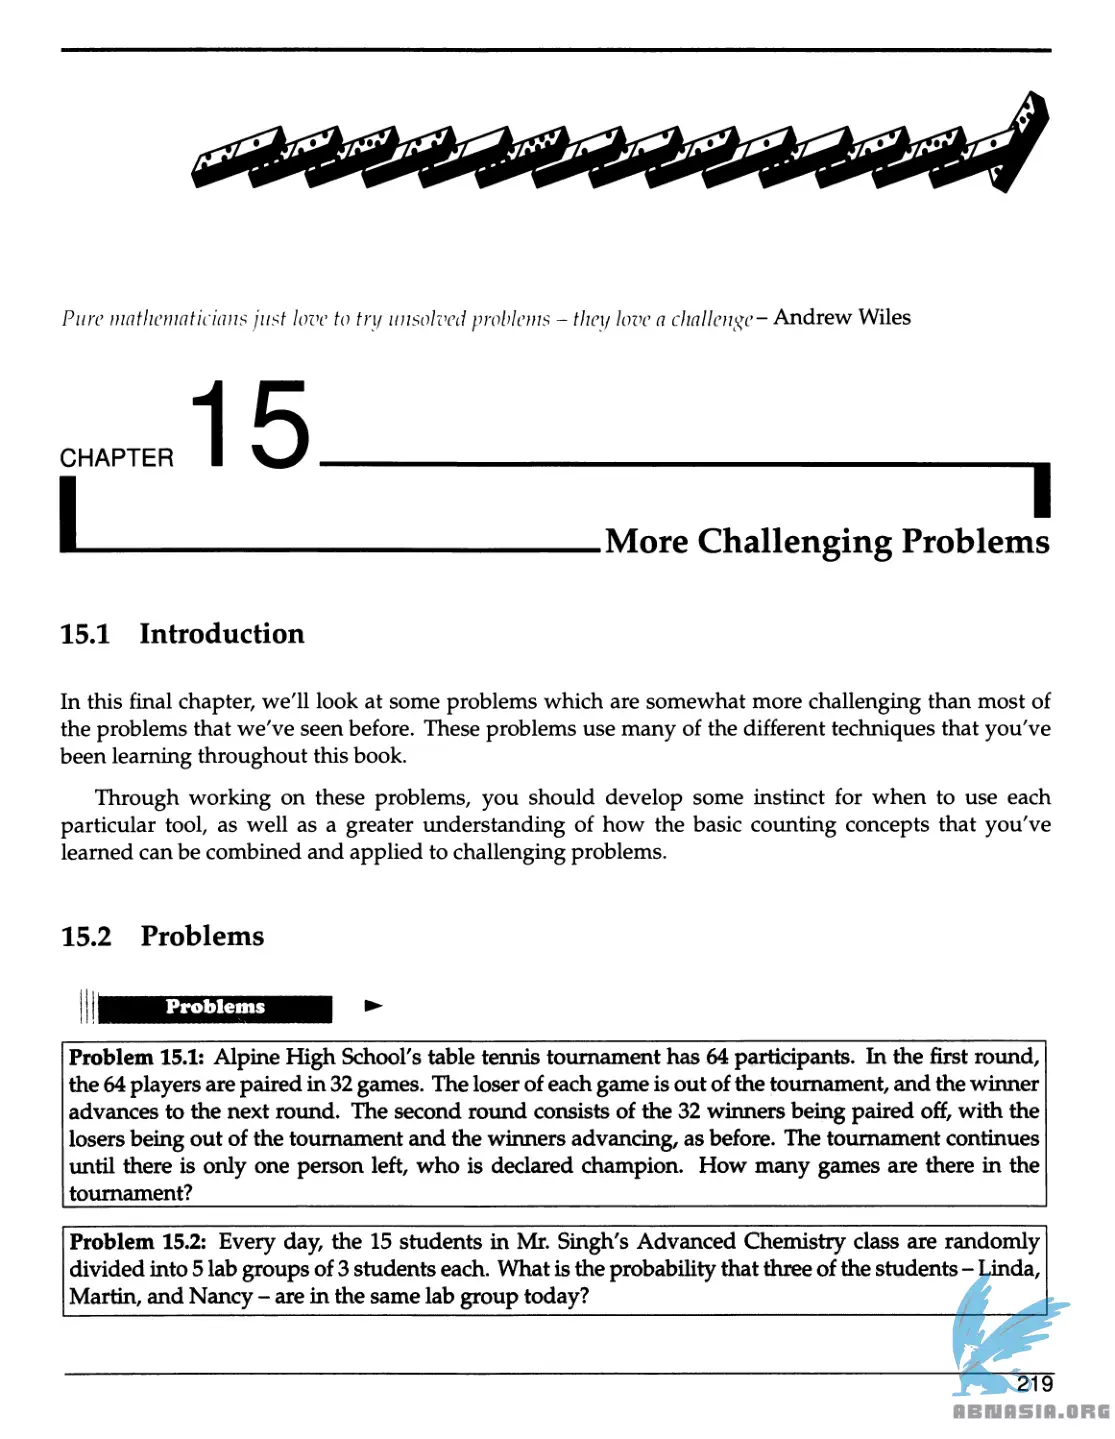 Pure mathematicians just love to try unsolved problems – they love a challenge – Andrew Wiles
CHAPTER 15
More Challenging Problems
15.1 Introduction
In this final chapter, we'll look at some problems which are somewhat more challenging than most of
the problems that we've seen before. These problems use many of the different techniques that you've
been learning throughout this book.
Through working on these problems, you should develop some instinct for when to use each
particular tool, as well as a greater understanding of how the basic counting concepts that you've
learned can be combined and applied to challenging problems.
15.2 Problems
Problems
Problem 15.1: Alpine High School's table tennis tournament has 64 participants. In the first round,
the 64 players are paired in 32 games. The loser of each game is out of the tournament, and the winner
advances to the next round. The second round consists of the 32 winners being paired off, with the
losers being out of the tournament and the winners advancing, as before. The tournament continues
until there is only one person left, who is declared champion. How many games are there in the
tournament?
Problem 15.2: Every day, the 15 students in Mr. Singh's Advanced Chemistry class are randomly
divided into 5 lab groups of 3 students each. What is the probability that three of the students – Linda,
Martin, and Nancy – are in the same lab group today?
219
ABNASIA.ORG